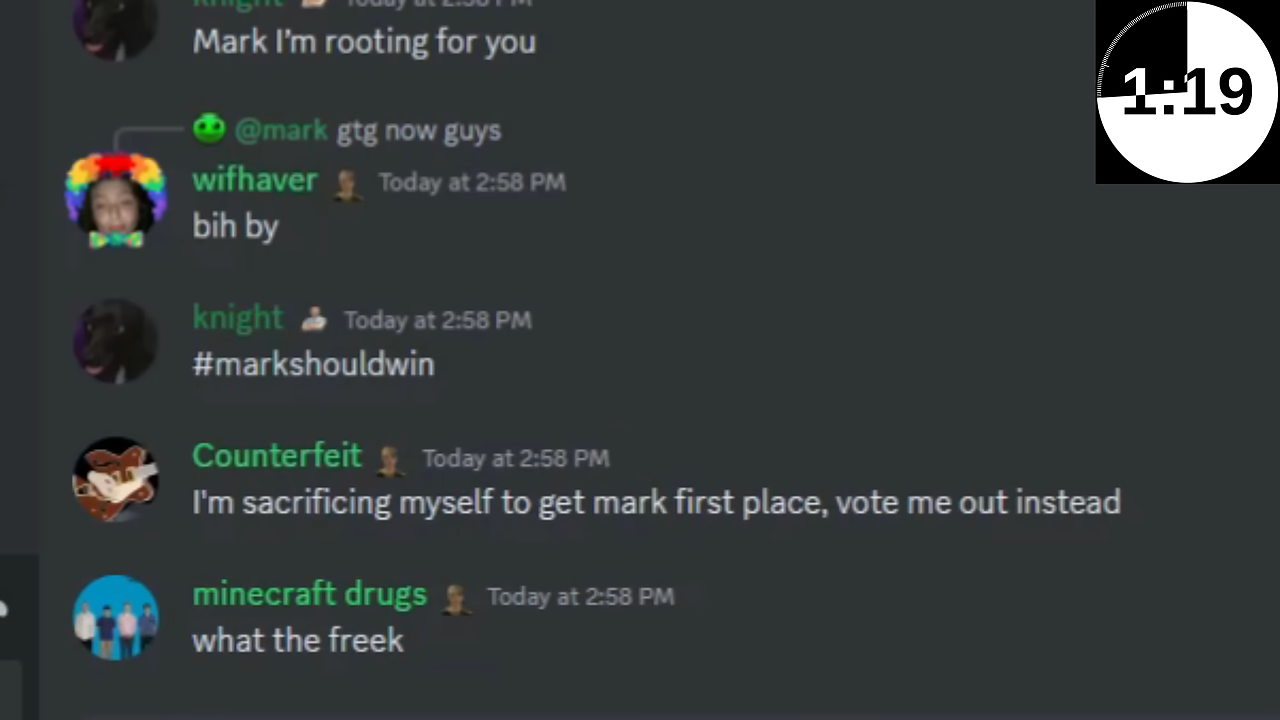 knight Today at 2:58 PM
Mark I'm rooting for you
1:19
@mark gtg now guys
wifhaver Today at 2:58 PM
bih by
knight Today at 2:58 PM
#markshouldwin
Counterfeit Today at 2:58 PM
I'm sacrificing myself to get mark first place, vote me out instead
minecraft drugs Today at 2:58 PM
what the freek